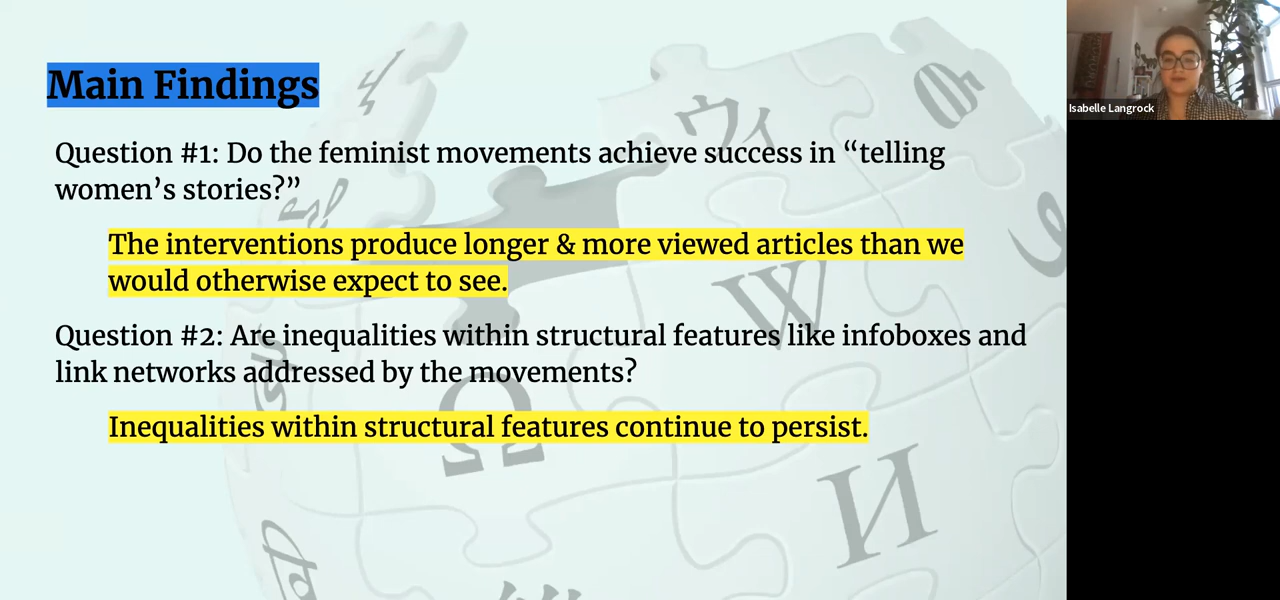 Main Findings
Question #1: Do the feminist movements achieve success in “telling
women’s stories?”
The interventions produce longer & more viewed articles than we
would otherwise expect to see.
Question #2: Are inequalities within structural features like infoboxes and
link networks addressed by the movements?
Inequalities within structural features continue to persist.
Isabelle Langrock
W
Ω
И